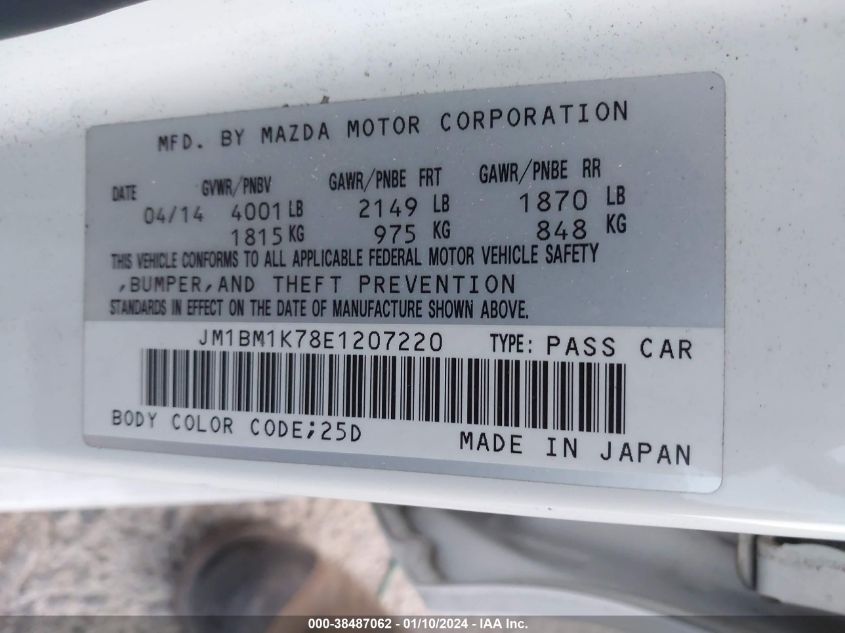 MFD. BY MAZDA MOTOR CORPORATION
DATE GVWR/PNBV GAWR/PNBE FRT GAWR/PNBE RR
04/14 4001 LB 2149 LB 1870 LB
1815 KG 975 KG 848 KG
THIS VEHICLE CONFORMS TO ALL APPLICABLE FEDERAL MOTOR VEHICLE SAFETY
,BUMPER,AND THEFT PREVENTION
STANDARDS IN EFFECT ON THE DATE OF MANUFACTURE SHOWN ABOVE.
JM1BM1K78E1207220 TYPE: PASS CAR
BODY COLOR CODE;25D MADE IN JAPAN
000-38487062 - 01/10/2024 - IAA Inc.